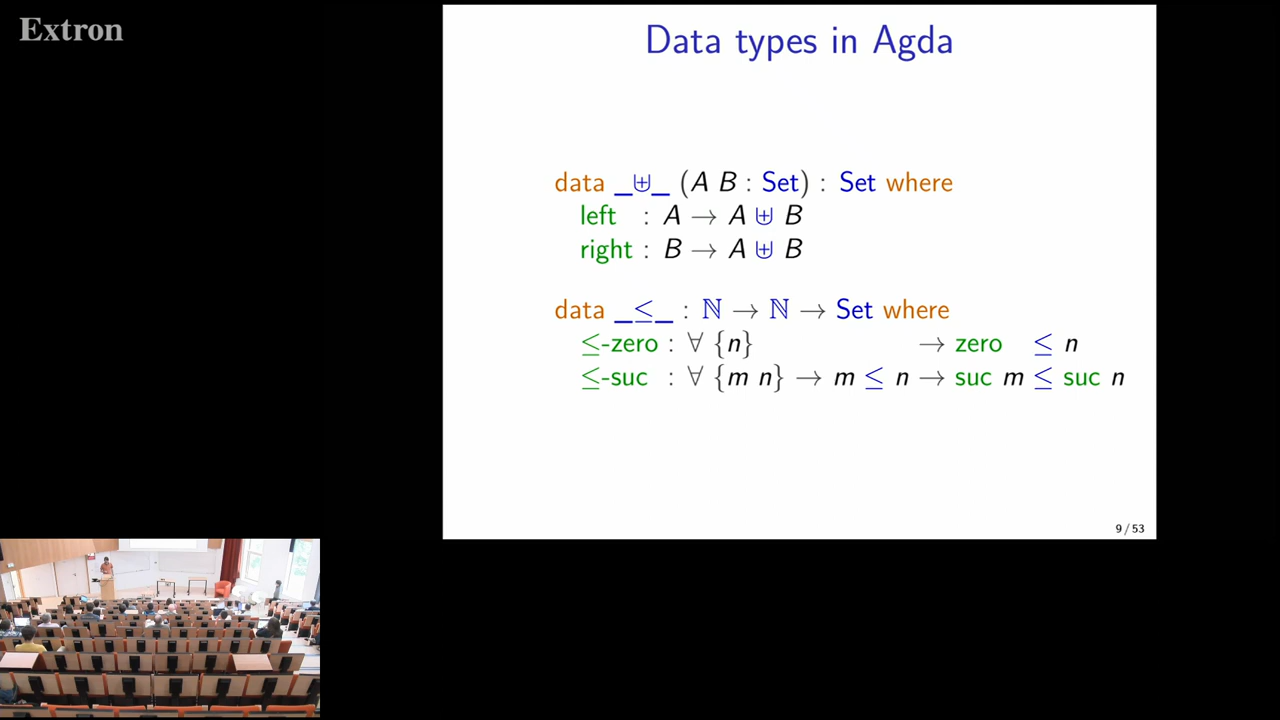 Extron
Data types in Agda
data _⊎_ (A B : Set) : Set where
left : A → A ⊎ B
right : B → A ⊎ B
data _≤_ : ℕ → ℕ → Set where
≤-zero : ∀ {n} → zero ≤ n
≤-suc : ∀ {m n} → m ≤ n → suc m ≤ suc n
9 / 53